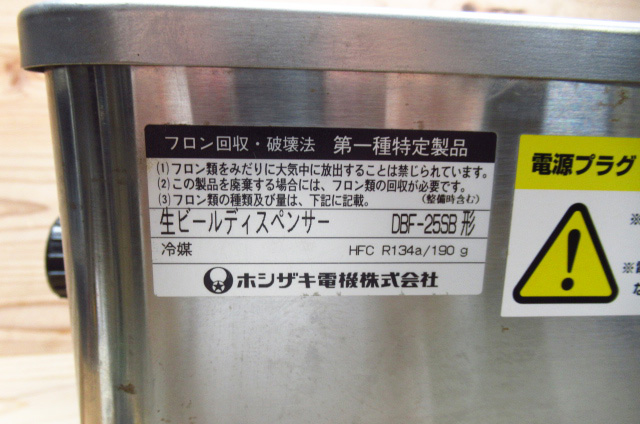 フロン回収・破壊法 第一種特定製品
(1)フロン類をみだりに大気中に放出することは禁じられています。
(2)この製品を廃棄する場合には、フロン類の回収が必要です。
(3)フロン類の種類及び量は、下記に記載。 (整備時含む)
生ビールディスペンサー DBF-25SB形
冷媒 HFC R134a/190 g
ホシザキ電機株式会社
電源プラグ
※
※
な